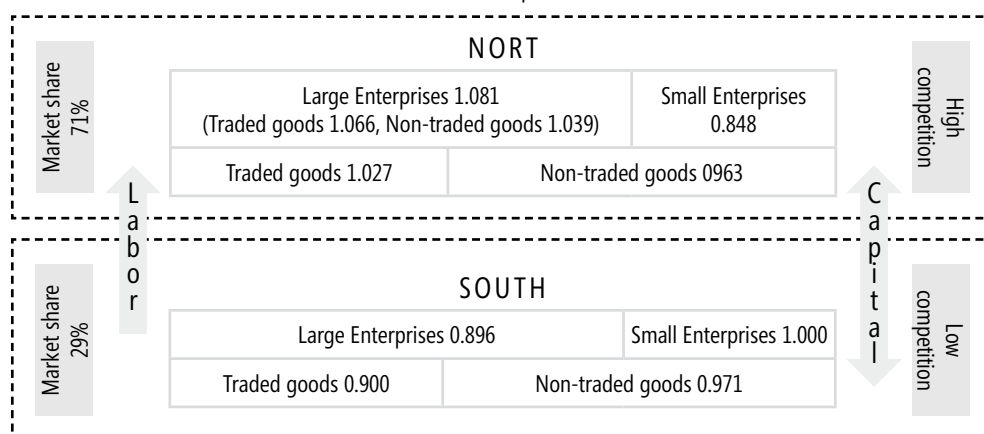 NORT
Market share
71%
Large Enterprises 1.081
(Traded goods 1.066, Non-traded goods 1.039)
Small Enterprises
0.848
Traded goods 1.027
Non-traded goods 0963
High
competition
Labor
Capital
SOUTH
Market share
29%
Large Enterprises 0.896
Small Enterprises 1.000
Traded goods 0.900
Non-traded goods 0.971
Low
competition